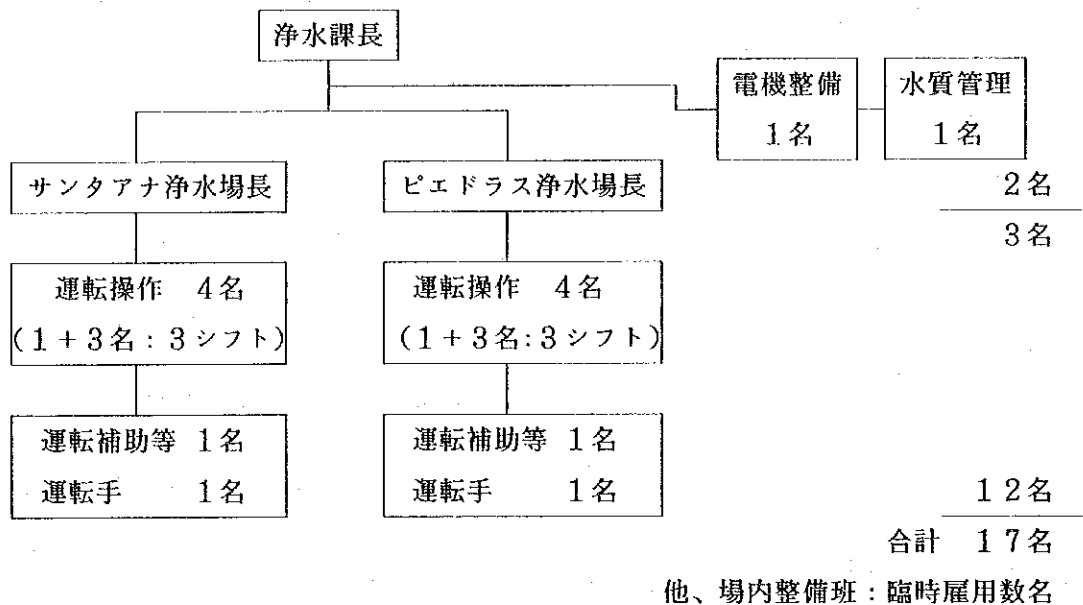 浄水課長
電機整備 水質管理
1名 1名
サンタアナ浄水場長 ピエドラス浄水場長 2名
3名
運転操作 4名 運転操作 4名
(1+3名:3シフト) (1+3名:3シフト)
運転補助等 1名 運転補助等 1名
運転手 1名 運転手 1名 12名
合計 17名
他、場内整備班:臨時雇用数名